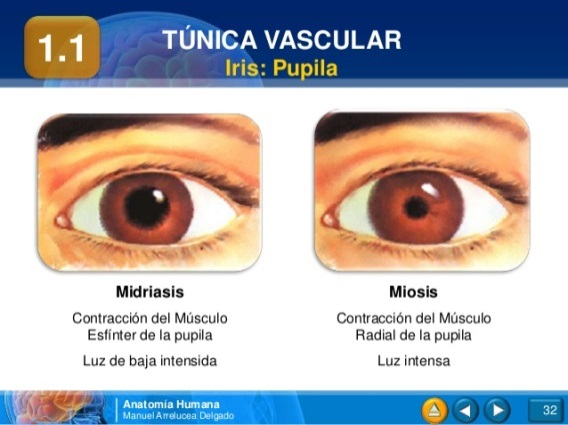 1.1
TÚNICA VASCULAR
Iris: Pupila
Midriasis
Contracción del Músculo
Esfínter de la pupila
Luz de baja intensida
Miosis
Contracción del Músculo
Radial de la pupila
Luz intensa
Anatomía Humana
Manuel Arrelucea Delgado
32